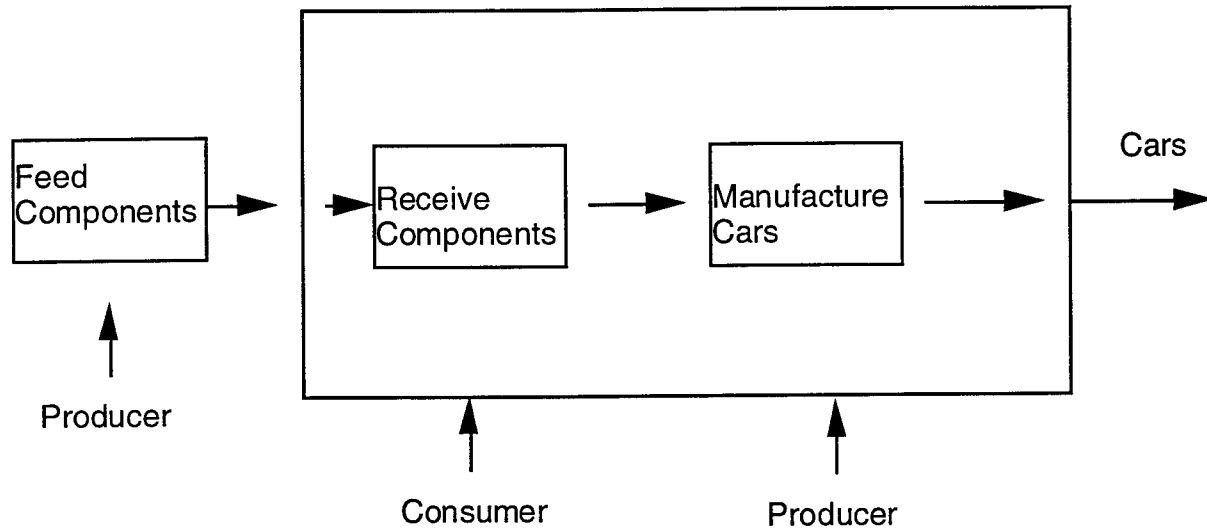 Feed
Components
Receive
Components
Manufacture
Cars
Cars
Producer
Consumer
Producer